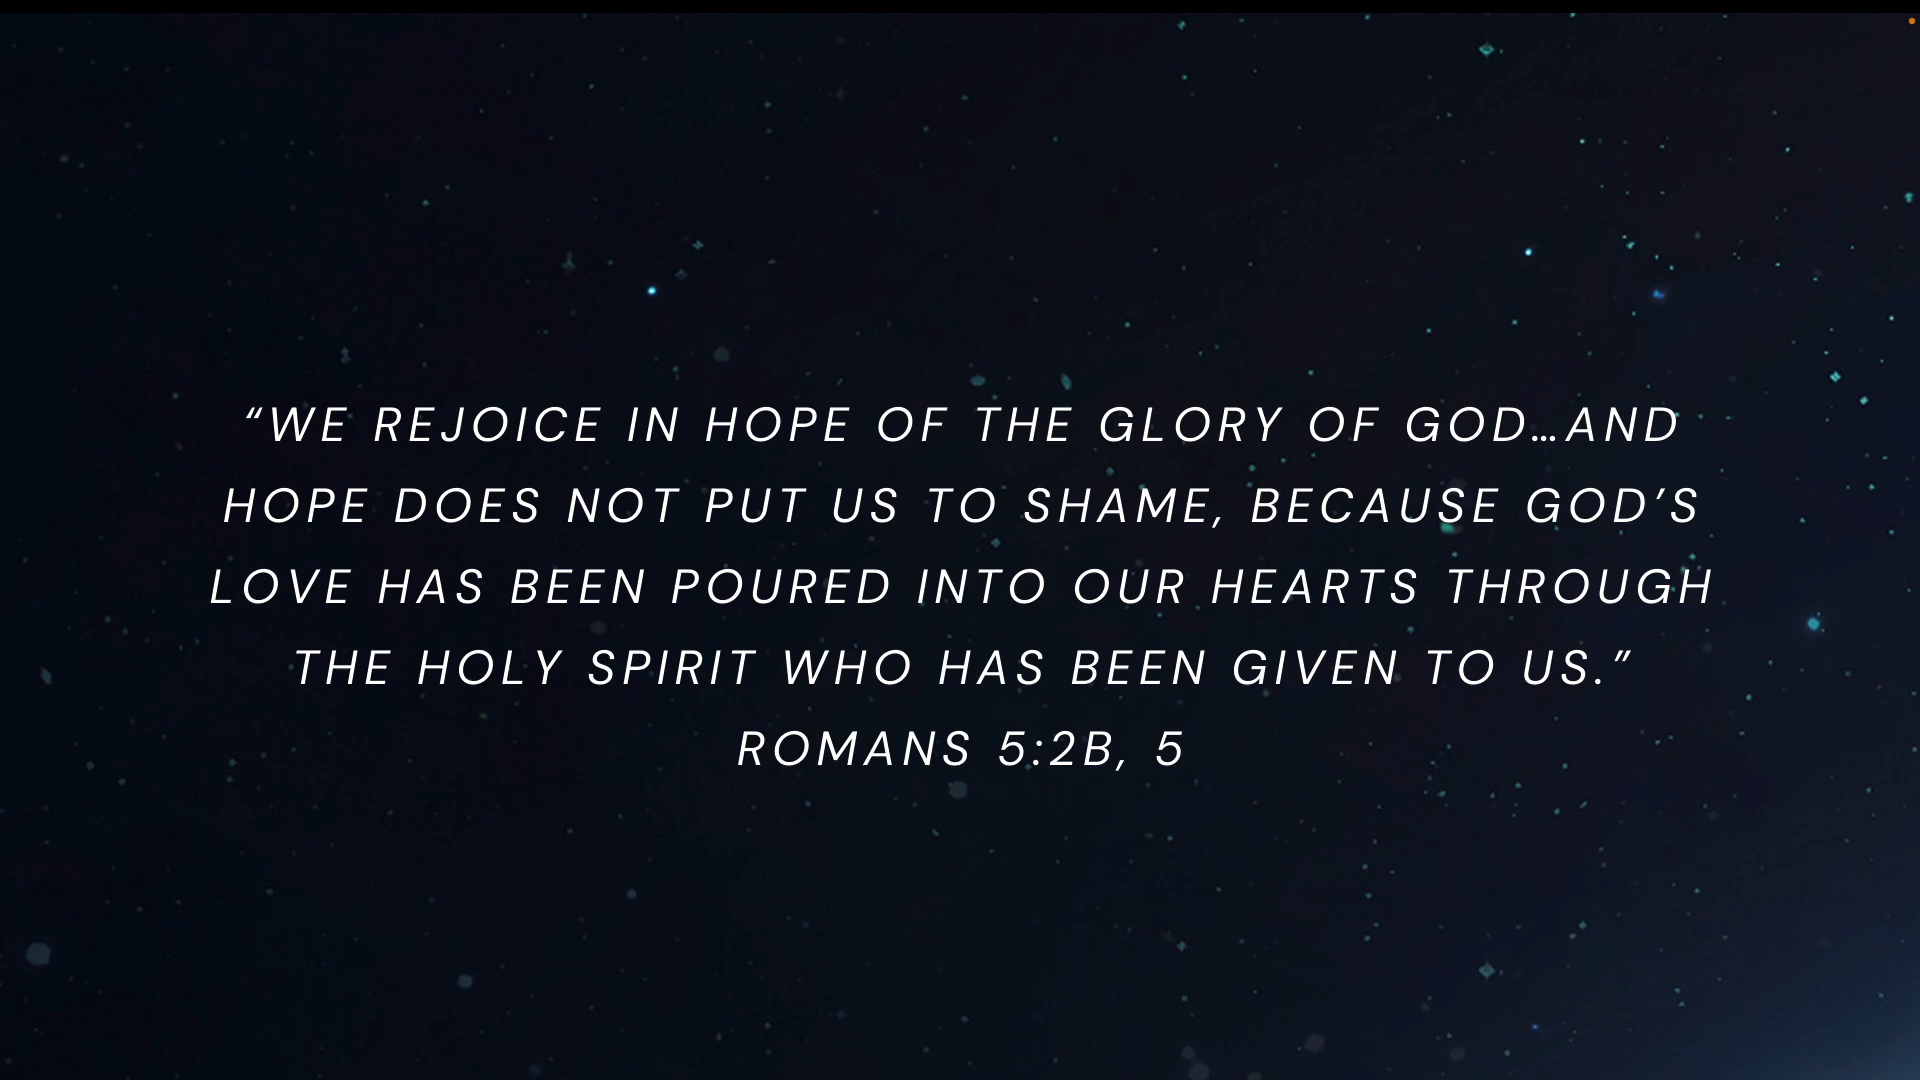 “WE REJOICE IN HOPE OF THE GLORY OF GOD…AND
HOPE DOES NOT PUT US TO SHAME, BECAUSE GOD’S
LOVE HAS BEEN POURED INTO OUR HEARTS THROUGH
THE HOLY SPIRIT WHO HAS BEEN GIVEN TO US.”
ROMANS 5:2B, 5